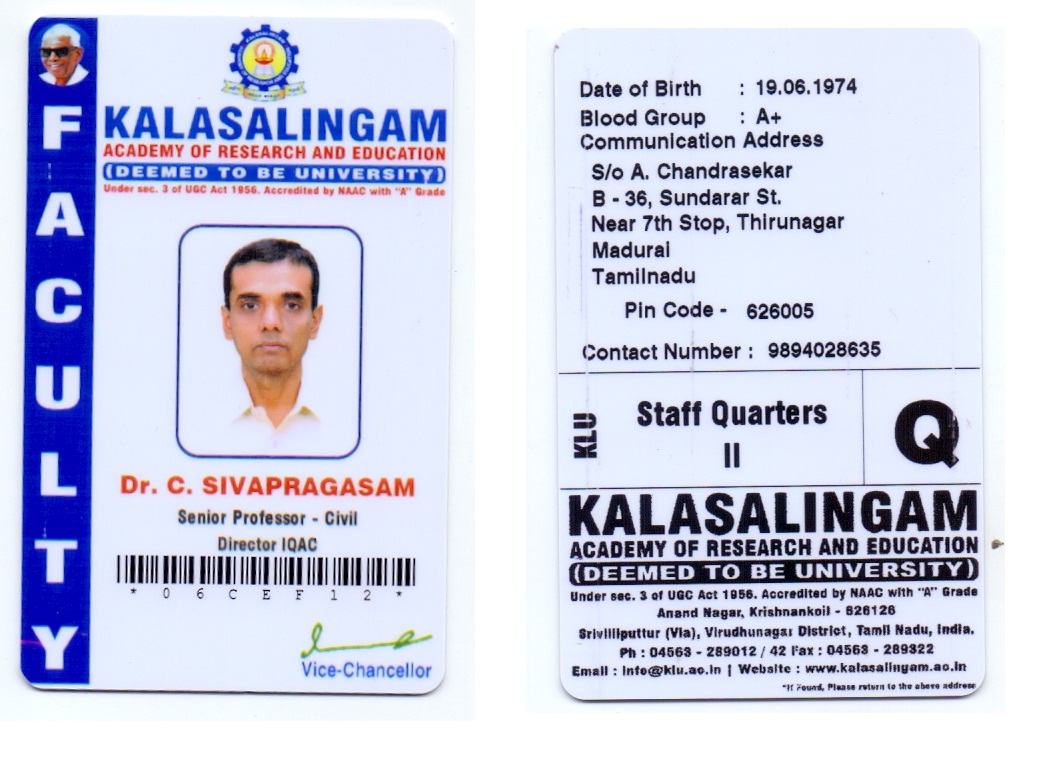 FACULTY
KALASALINGAM
ACADEMY OF RESEARCH AND EDUCATION
(DEEMED TO BE UNIVERSITY)
Under sec. 3 of UGC Act 1956. Accredited by NAAC with "A" Grade
Dr. C. SIVAPRAGASAM
Senior Professor - Civil
Director IQAC
* 0 6 C E F 1 2 *
Vice-Chancellor
Date of Birth : 19.06.1974
Blood Group : A+
Communication Address
S/o A. Chandrasekar
B - 36, Sundarar St.
Near 7th Stop, Thirunagar
Madurai
Tamilnadu
Pin Code - 626005
Contact Number : 9894028635
KLU
Staff Quarters
II
Q
KALASALINGAM
ACADEMY OF RESEARCH AND EDUCATION
(DEEMED TO BE UNIVERSITY)
Under sec. 3 of UGC Act 1956. Accredited by NAAC with "A" Grade
Anand Nagar, Krishnankoil - 626126
Srivilliputtur (Via), Virudhunagar District, Tamil Nadu, India.
Ph : 04563 - 289012 / 42 Fax : 04563 - 289322
Email : info@klu.ac.in | Website : www.kalasalingam.ac.in
*If Found, Please return to the above address